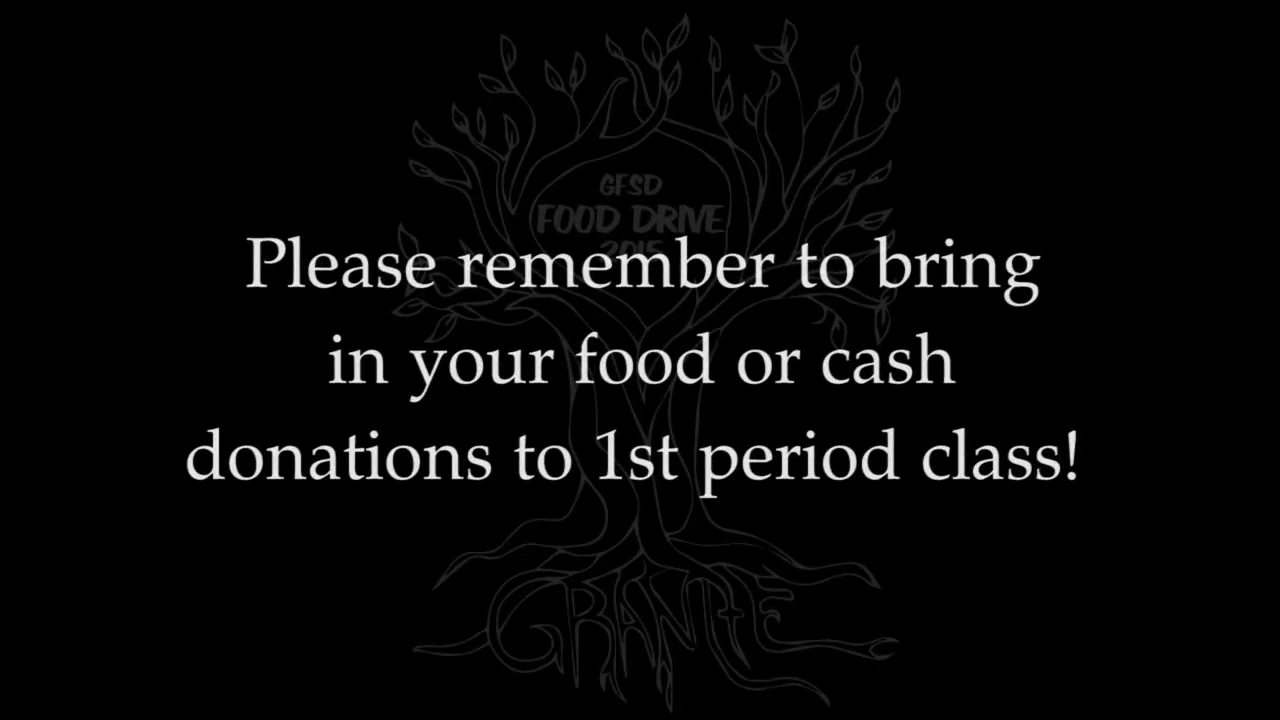 GFSD
FOOD DRIVE
2015
Please remember to bring
in your food or cash
donations to 1st period class!
GRANITE